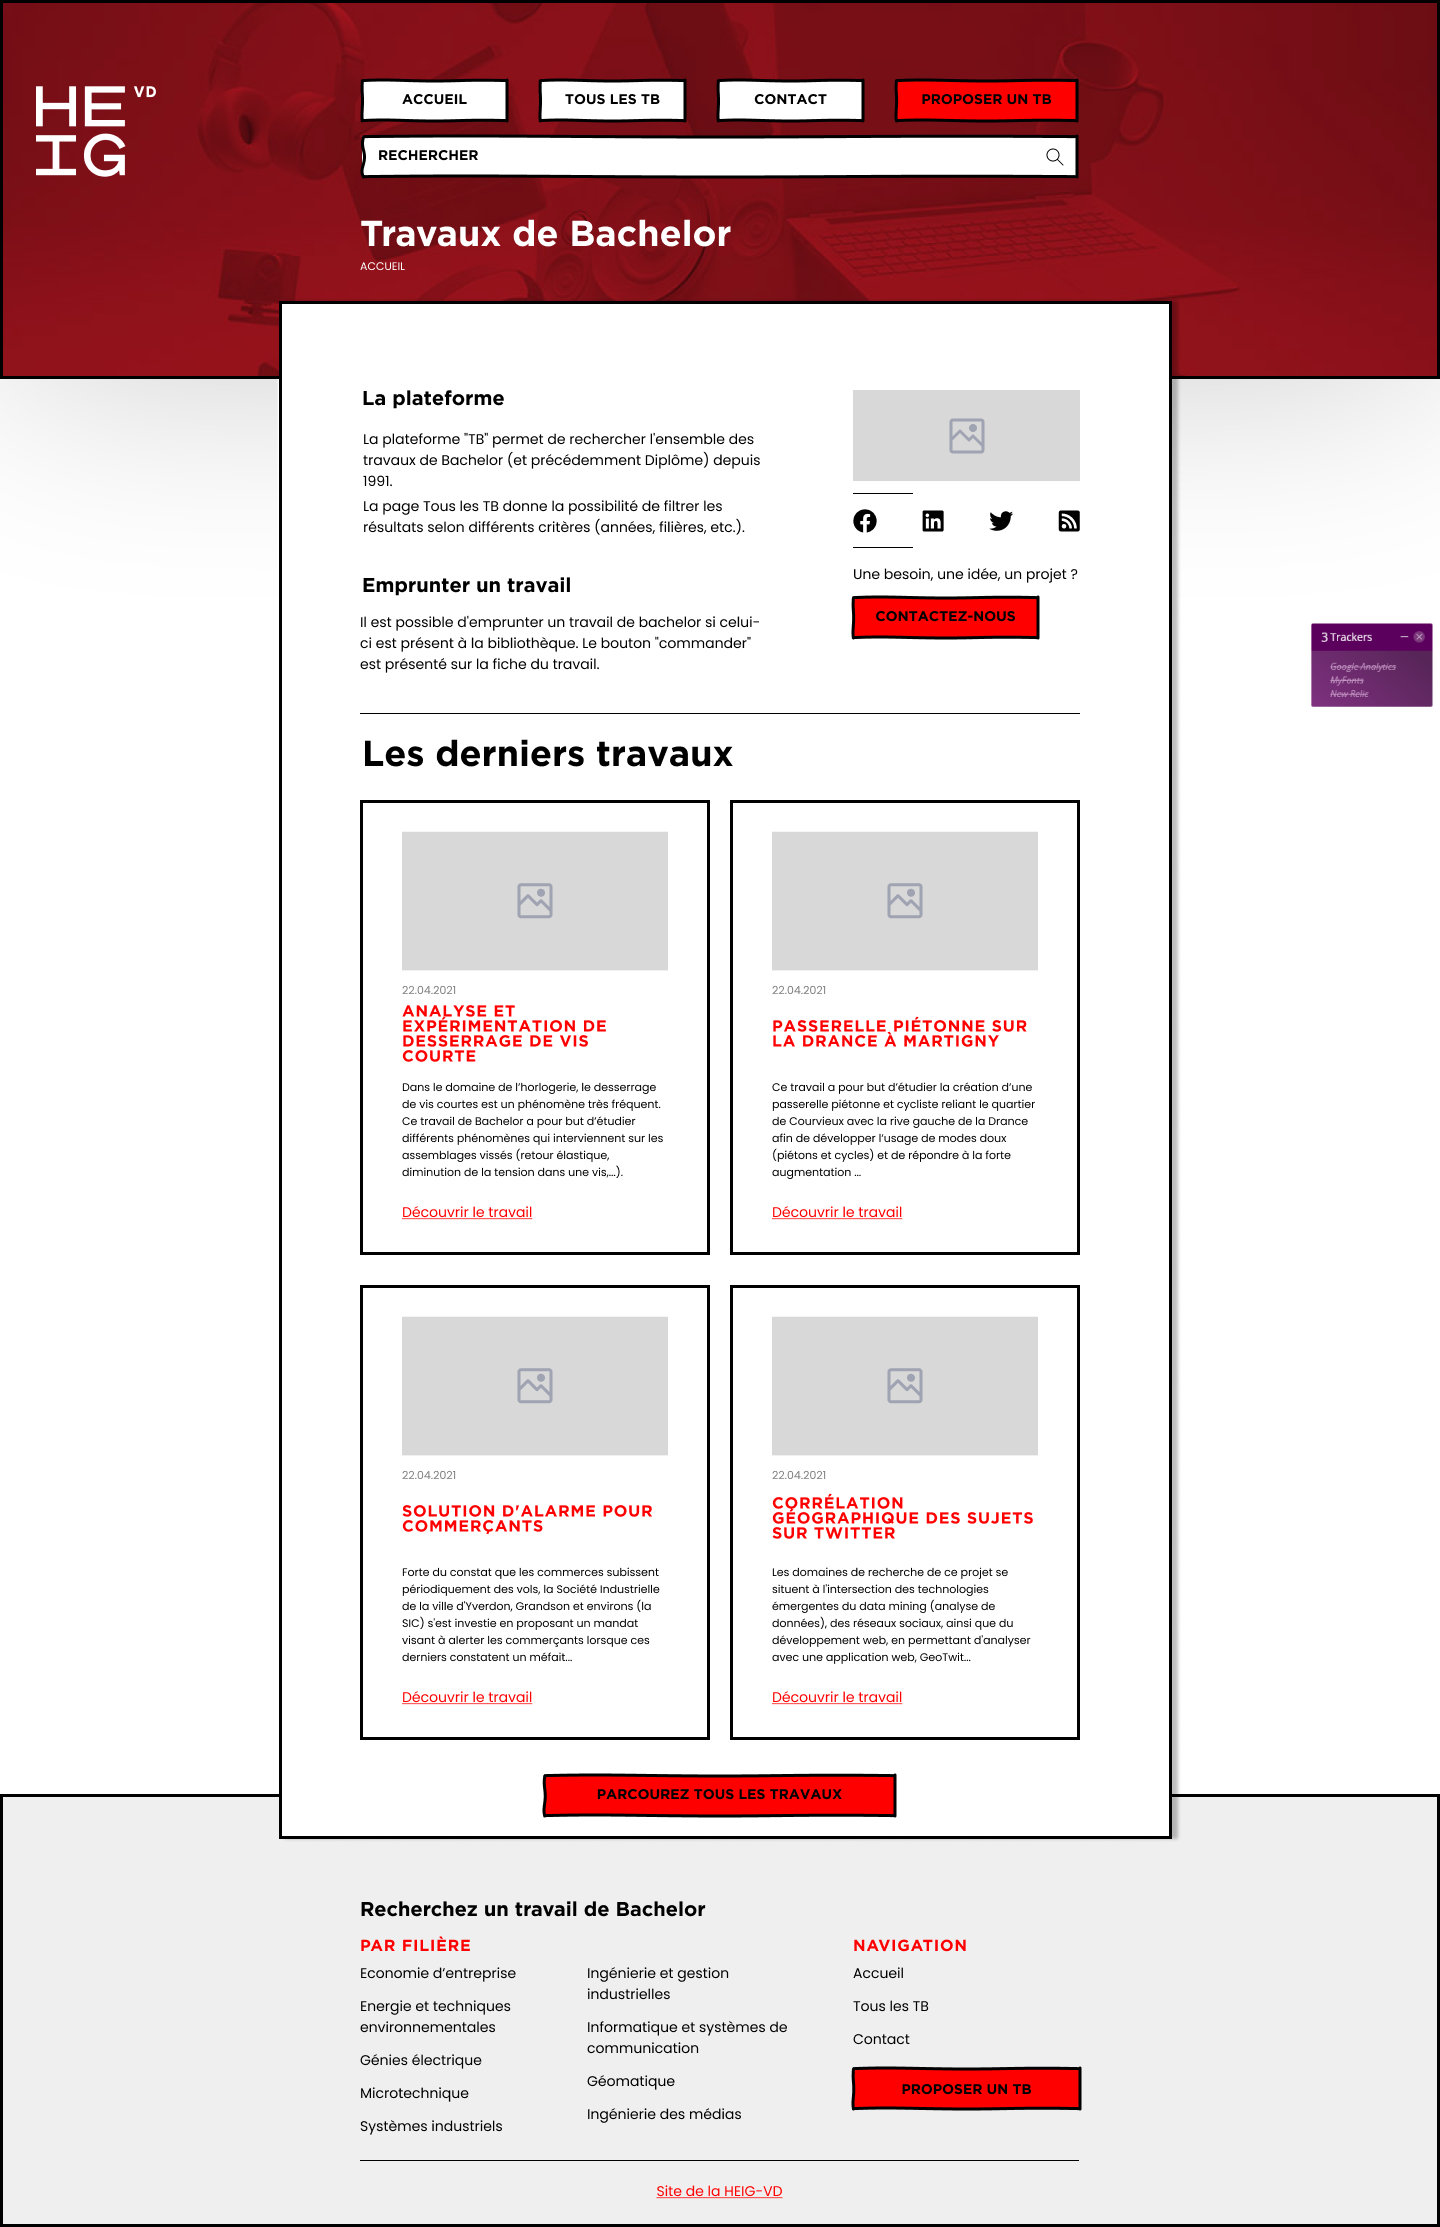 HE VD
IG
ACCUEIL
TOUS LES TB
CONTACT
PROPOSER UN TB
RECHERCHER
Travaux de Bachelor
ACCUEIL
La plateforme
La plateforme "TB" permet de rechercher l'ensemble des
travaux de Bachelor (et précédemment Diplôme) depuis
1991.
La page Tous les TB donne la possibilité de filtrer les
résultats selon différents critères (années, filières, etc.).
Emprunter un travail
Il est possible d'emprunter un travail de bachelor si celui-
ci est présent à la bibliothèque. Le bouton "commander"
est présenté sur la fiche du travail.
Une besoin, une idée, un projet ?
CONTACTEZ-NOUS
3 Trackers
Google Analytics
MyFonts
New Relic
Les derniers travaux
22.04.2021
ANALYSE ET
EXPÉRIMENTATION DE
DESSERRAGE DE VIS
COURTE
Dans le domaine de l’horlogerie, le desserrage
de vis courtes est un phénomène très fréquent.
Ce travail de Bachelor a pour but d’étudier
différents phénomènes qui interviennent sur les
assemblages vissés (retour élastique,
diminution de la tension dans une vis,…).
Découvrir le travail
22.04.2021
PASSERELLE PIÉTONNE SUR
LA DRANCE À MARTIGNY
Ce travail a pour but d’étudier la création d’une
passerelle piétonne et cycliste reliant le quartier
de Courvieux avec la rive gauche de la Drance
afin de développer l’usage de modes doux
(piétons et cycles) et de répondre à la forte
augmentation …
Découvrir le travail
22.04.2021
SOLUTION D'ALARME POUR
COMMERÇANTS
Forte du constat que les commerces subissent
périodiquement des vols, la Société Industrielle
de la ville d'Yverdon, Grandson et environs (la
SIC) s'est investie en proposant un mandat
visant à alerter les commerçants lorsque ces
derniers constatent un méfait…
Découvrir le travail
22.04.2021
CORRÉLATION
GÉOGRAPHIQUE DES SUJETS
SUR TWITTER
Les domaines de recherche de ce projet se
situent à l'intersection des technologies
émergentes du data mining (analyse de
données), des réseaux sociaux, ainsi que du
développement web, en permettant d'analyser
avec une application web, GeoTwit…
Découvrir le travail
PARCOUREZ TOUS LES TRAVAUX
Recherchez un travail de Bachelor
PAR FILIÈRE
Economie d’entreprise
Energie et techniques
environnementales
Génies électrique
Microtechnique
Systèmes industriels
Ingénierie et gestion
industrielles
Informatique et systèmes de
communication
Géomatique
Ingénierie des médias
NAVIGATION
Accueil
Tous les TB
Contact
PROPOSER UN TB
Site de la HEIG-VD